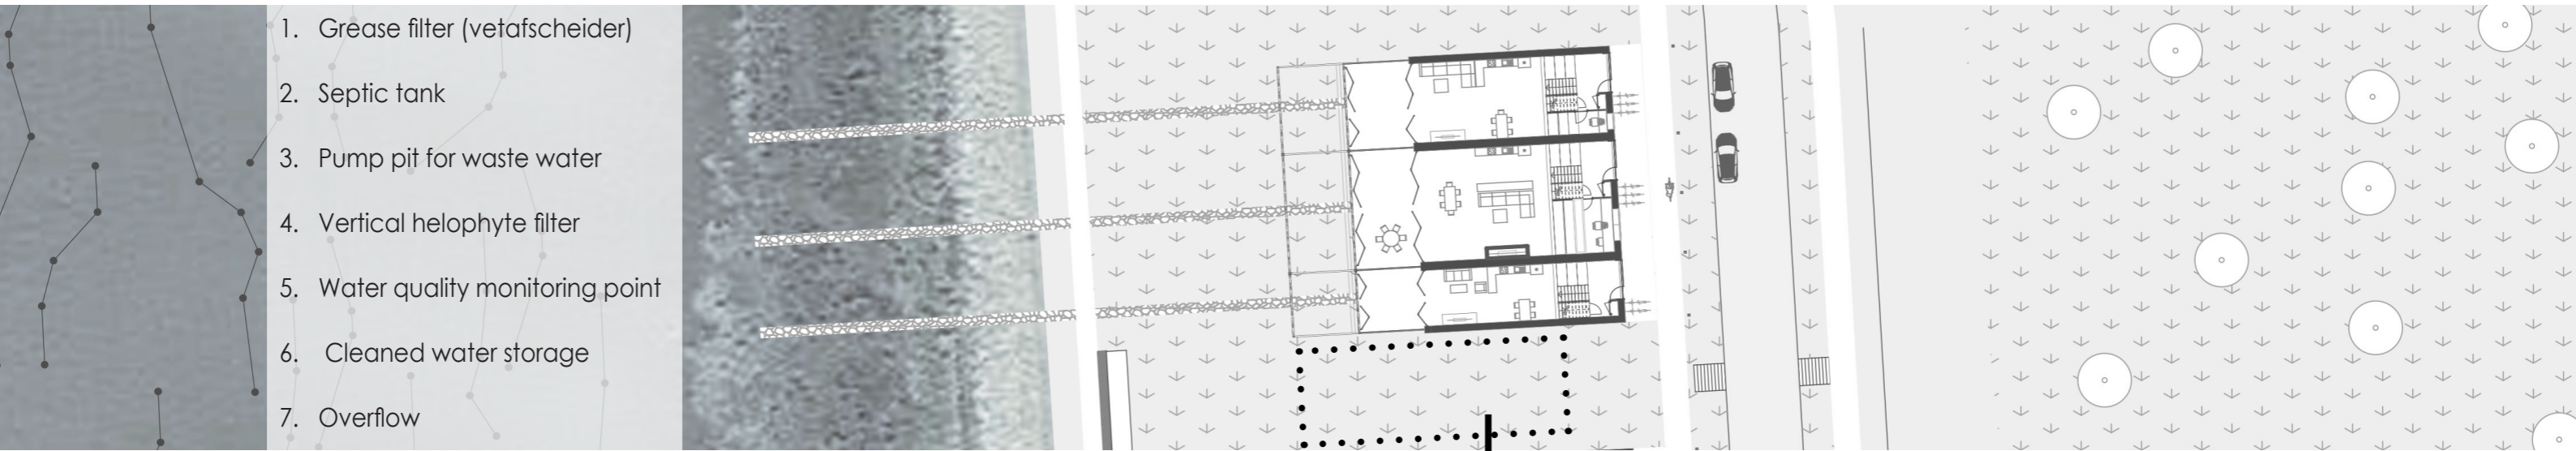 1. Grease filter (vetafscheider)
2. Septic tank
3. Pump pit for waste water
4. Vertical helophyte filter
5. Water quality monitoring point
6. Cleaned water storage
7. Overflow